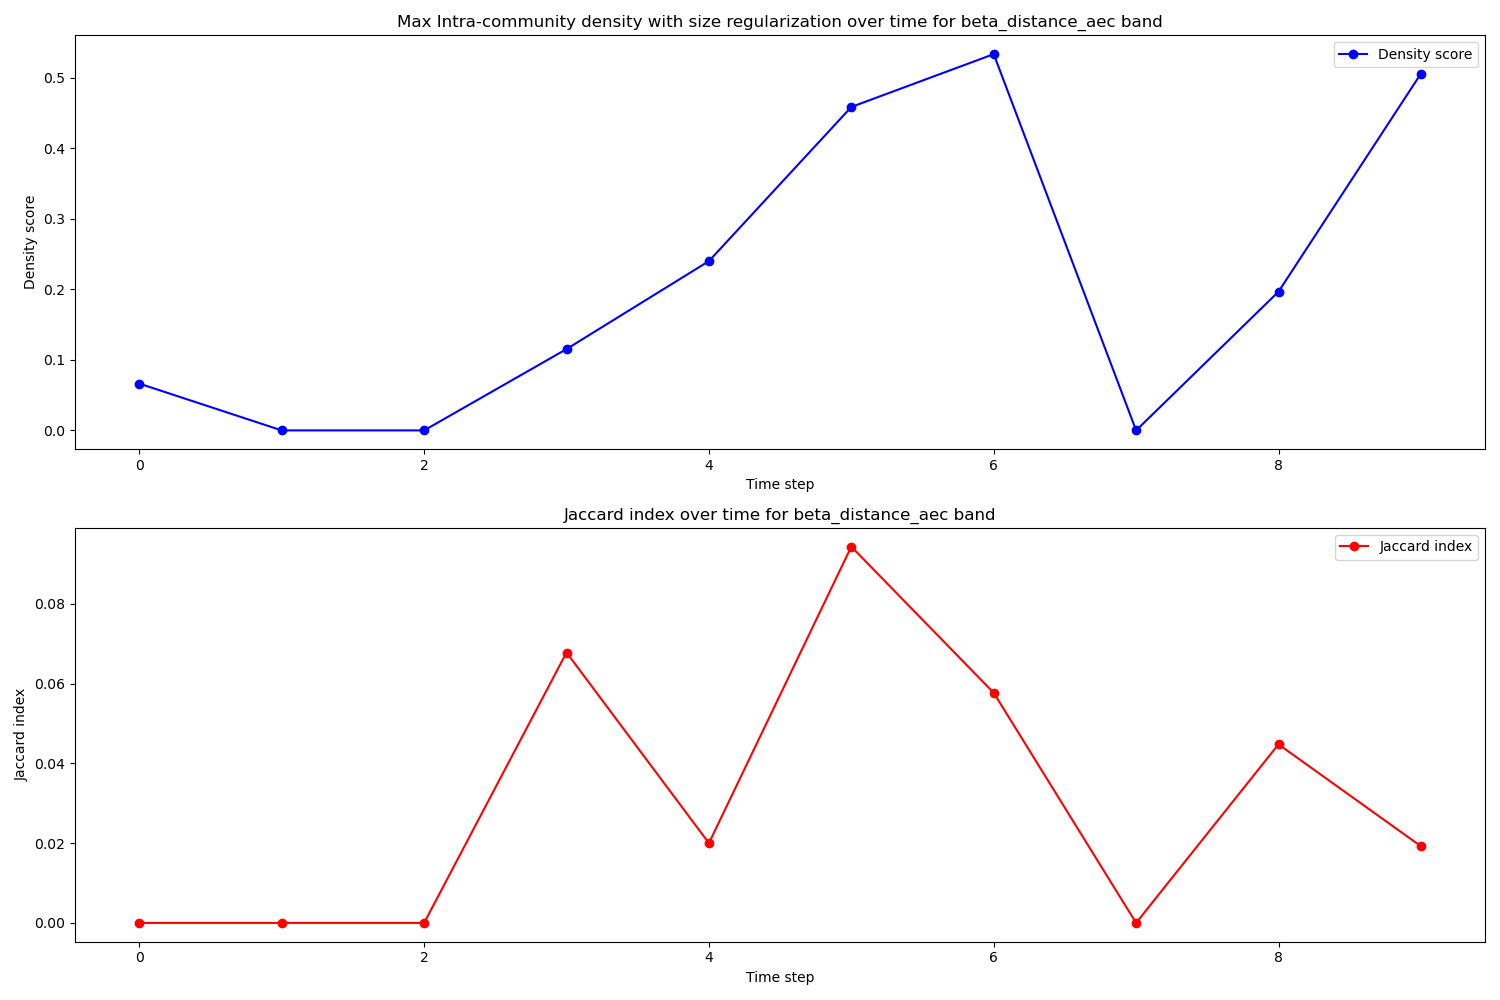 Max Intra-community density with size regularization over time for beta_distance_aec band
Density score
0.5
0.4
0.3
0.2
0.1
0.0
Density score
0 2 4 6 8
Time step
Jaccard index over time for beta_distance_aec band
Jaccard index
0.08
0.06
0.04
0.02
0.00
Jaccard index
0 2 4 6 8
Time step